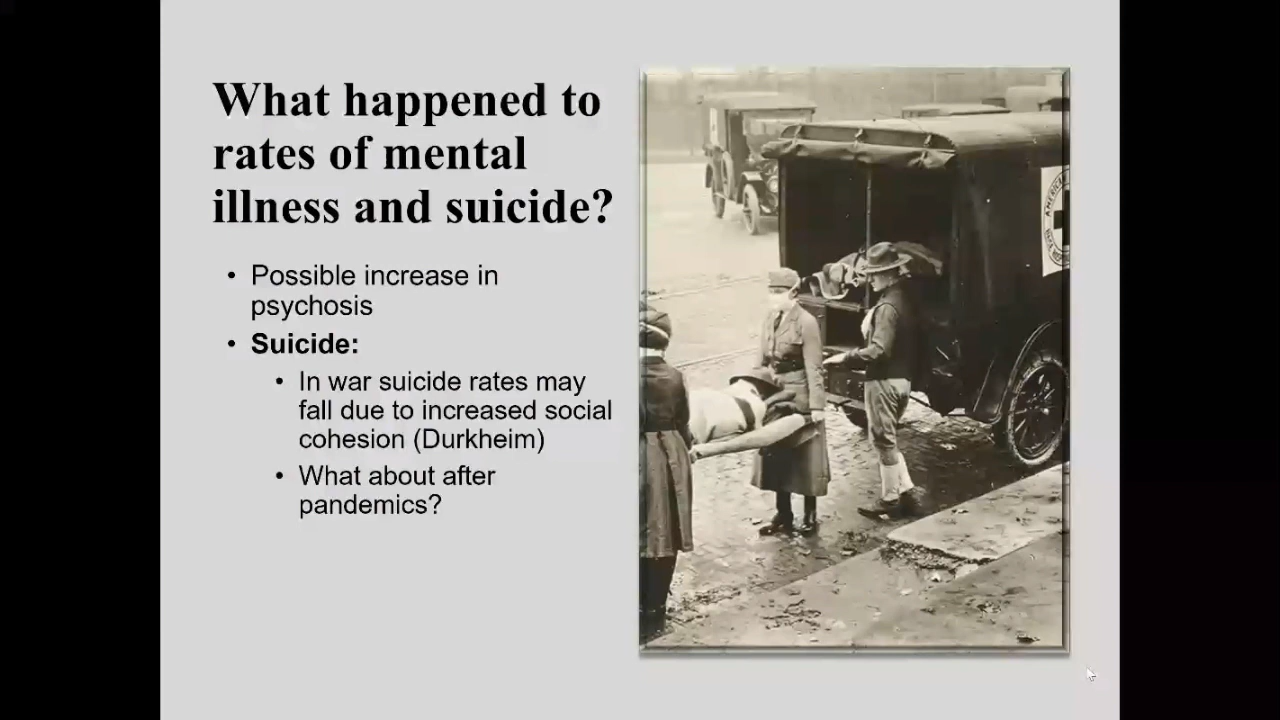 What happened to
rates of mental
illness and suicide?
• Possible increase in
psychosis
• Suicide:
• In war suicide rates may
fall due to increased social
cohesion (Durkheim)
• What about after
pandemics?